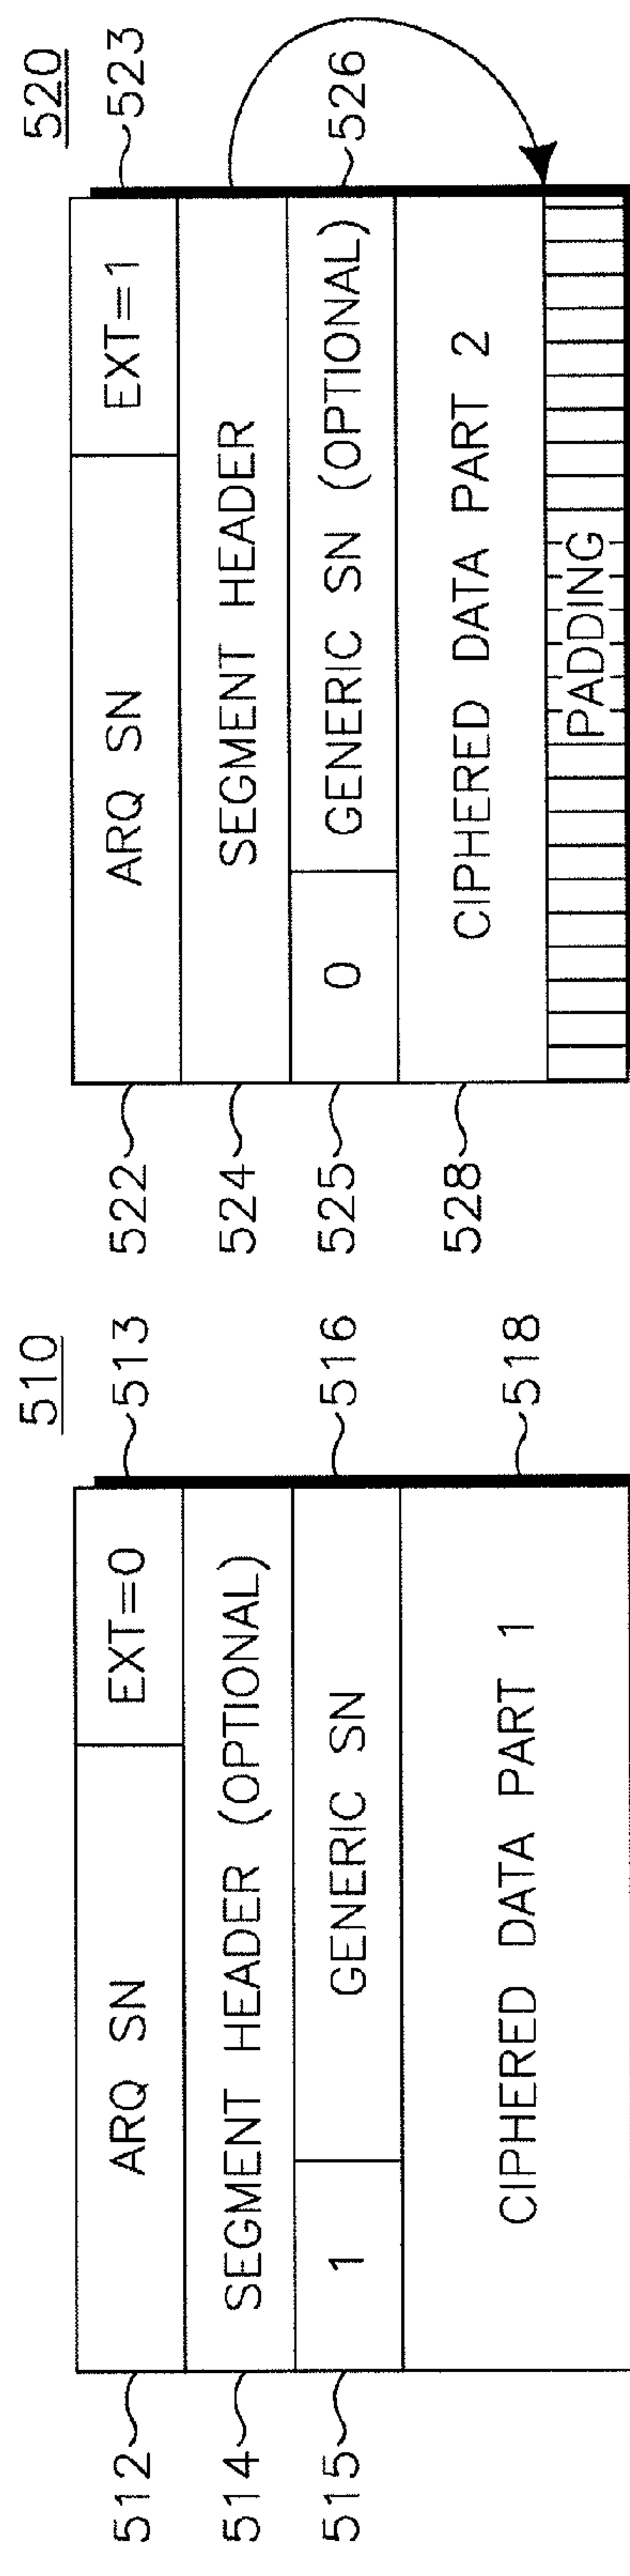 510
512
ARQ SN
EXT=0
513
514
SEGMENT HEADER (OPTIONAL)
515
1
GENERIC SN
516
CIPHERED DATA PART 1
518
520
522
ARQ SN
EXT=1
523
524
SEGMENT HEADER
525
0
GENERIC SN (OPTIONAL)
526
528
CIPHERED DATA PART 2
PADDING